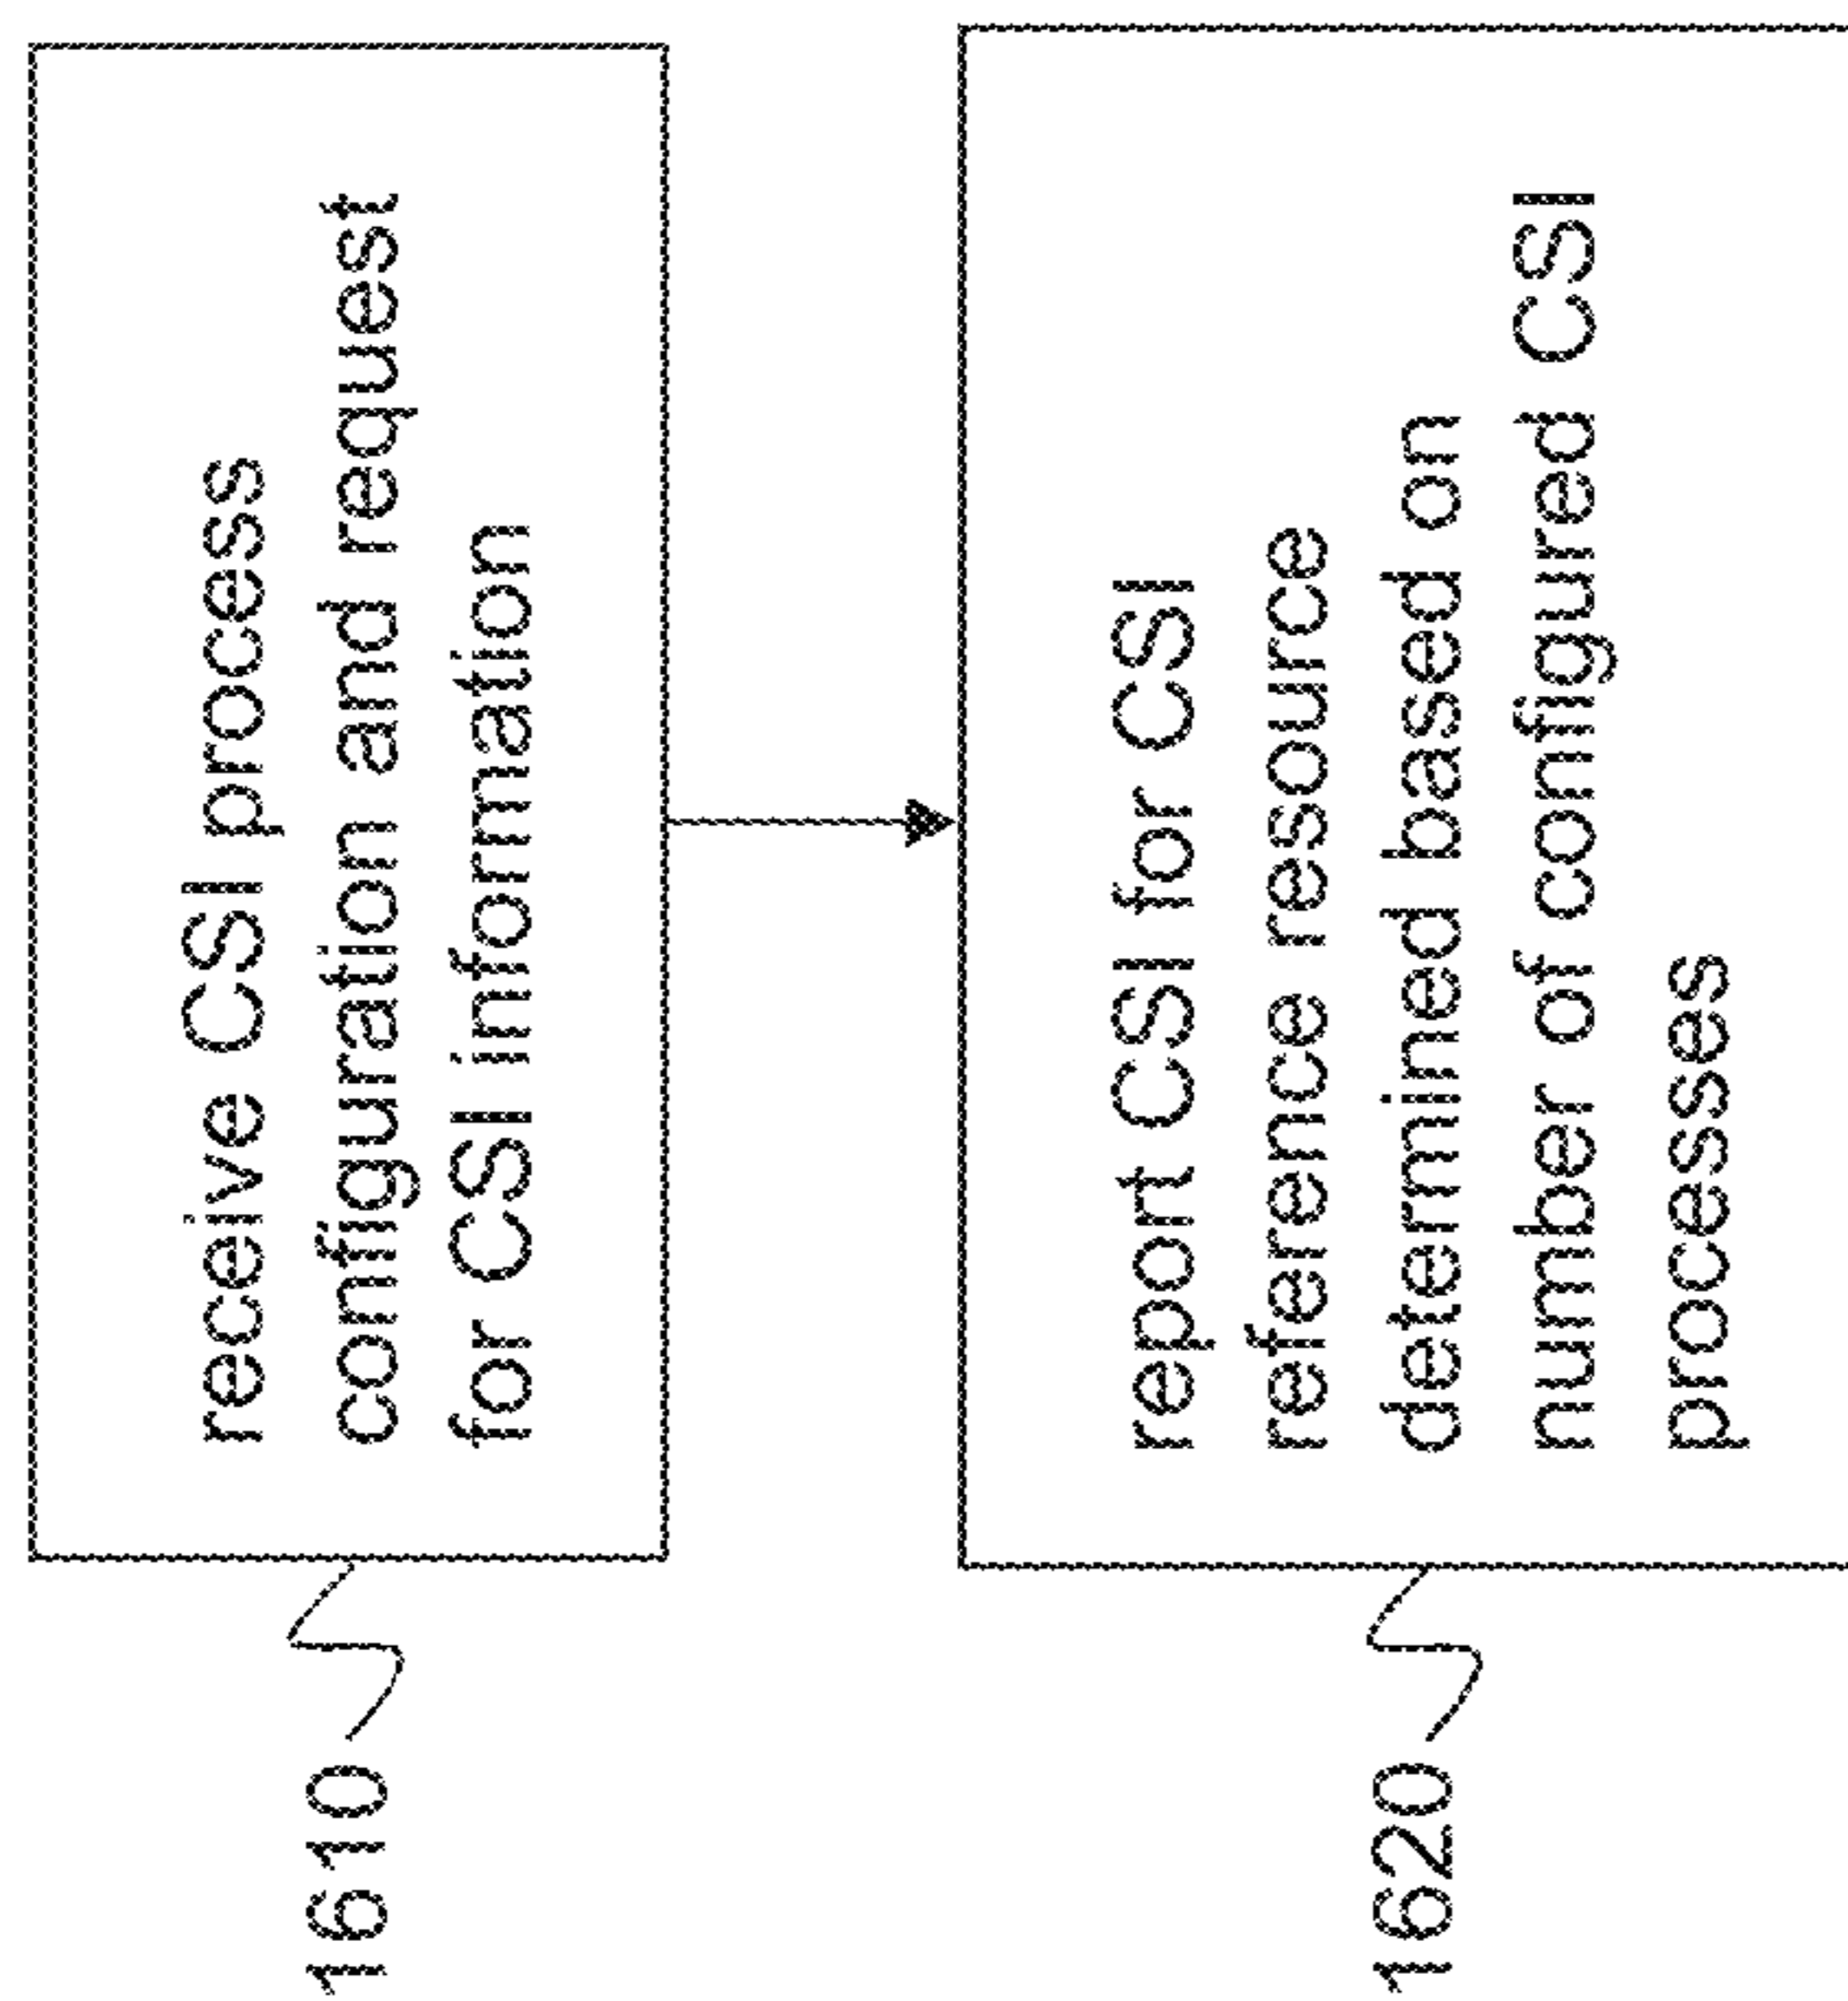 1610
receive CSI process
configuration and request
for CSI information
1620
report CSI for CSI
reference resource
determined based on
number of configured CSI
processes